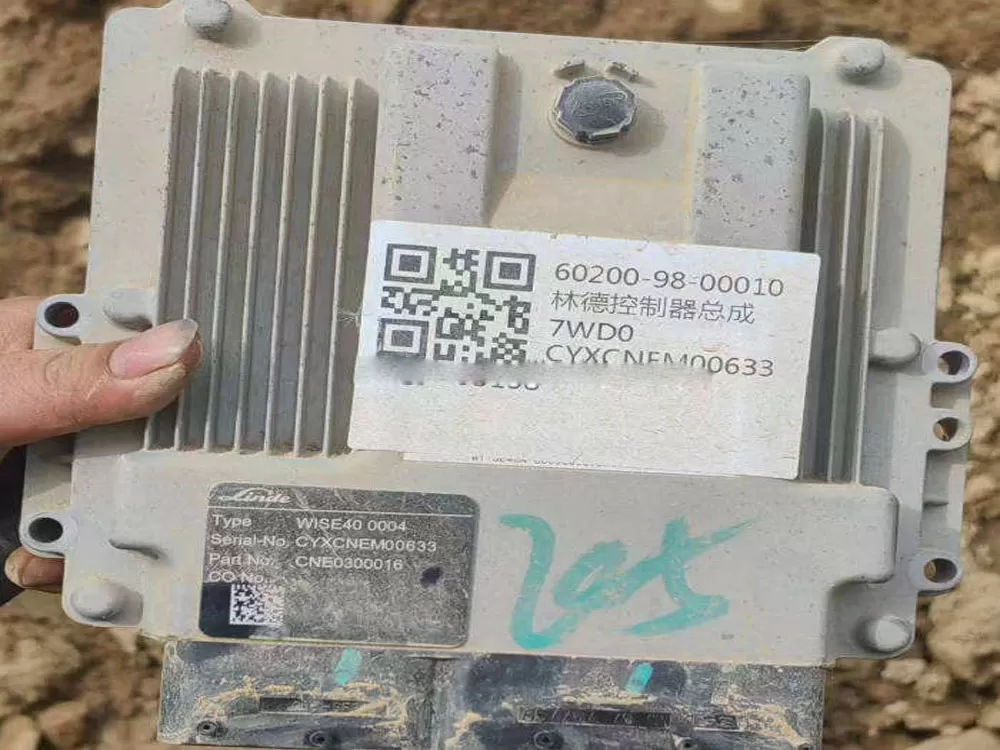 60200-98-00010
林德控制器总成
7WD0
CYXCNEM00633
Linde
Type WISE40 0004
Serial-No. CYXCNEM00633
Part No. CNE0300016
CO No.
205